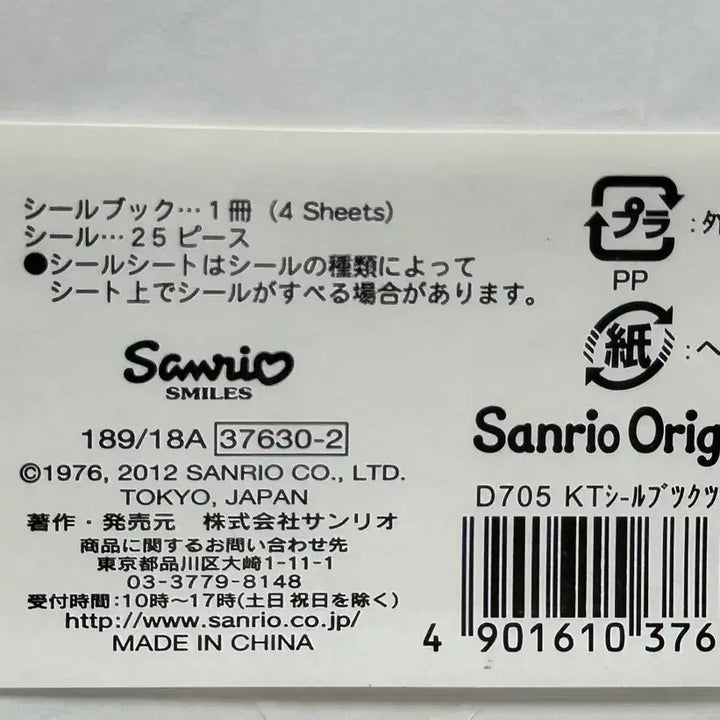 シールブック…1冊 (4 Sheets)
シール…25ピース
●シールシートはシールの種類によって
シート上でシールがすべる場合があります。
Sanrio
SMILES
189/18A 37630-2
©1976, 2012 SANRIO CO., LTD.
TOKYO, JAPAN
著作・発売元 株式会社サンリオ
商品に関するお問い合わせ先
東京都品川区大崎1-11-1
03-3779-8148
受付時間:10時〜17時(土日祝日を除く)
http://www.sanrio.co.jp/
MADE IN CHINA
プラ :外
PP
紙 :ヘ
Sanrio Orig
D705 KTシールブックツ
4 901610 376